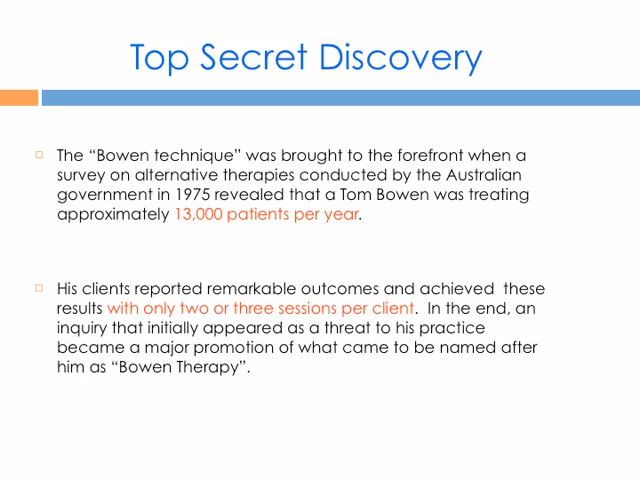 Top Secret Discovery
The “Bowen technique” was brought to the forefront when a
survey on alternative therapies conducted by the Australian
government in 1975 revealed that a Tom Bowen was treating
approximately 13,000 patients per year.
His clients reported remarkable outcomes and achieved  these
results with only two or three sessions per client.  In the end, an
inquiry that initially appeared as a threat to his practice
became a major promotion of what came to be named after
him as “Bowen Therapy”.